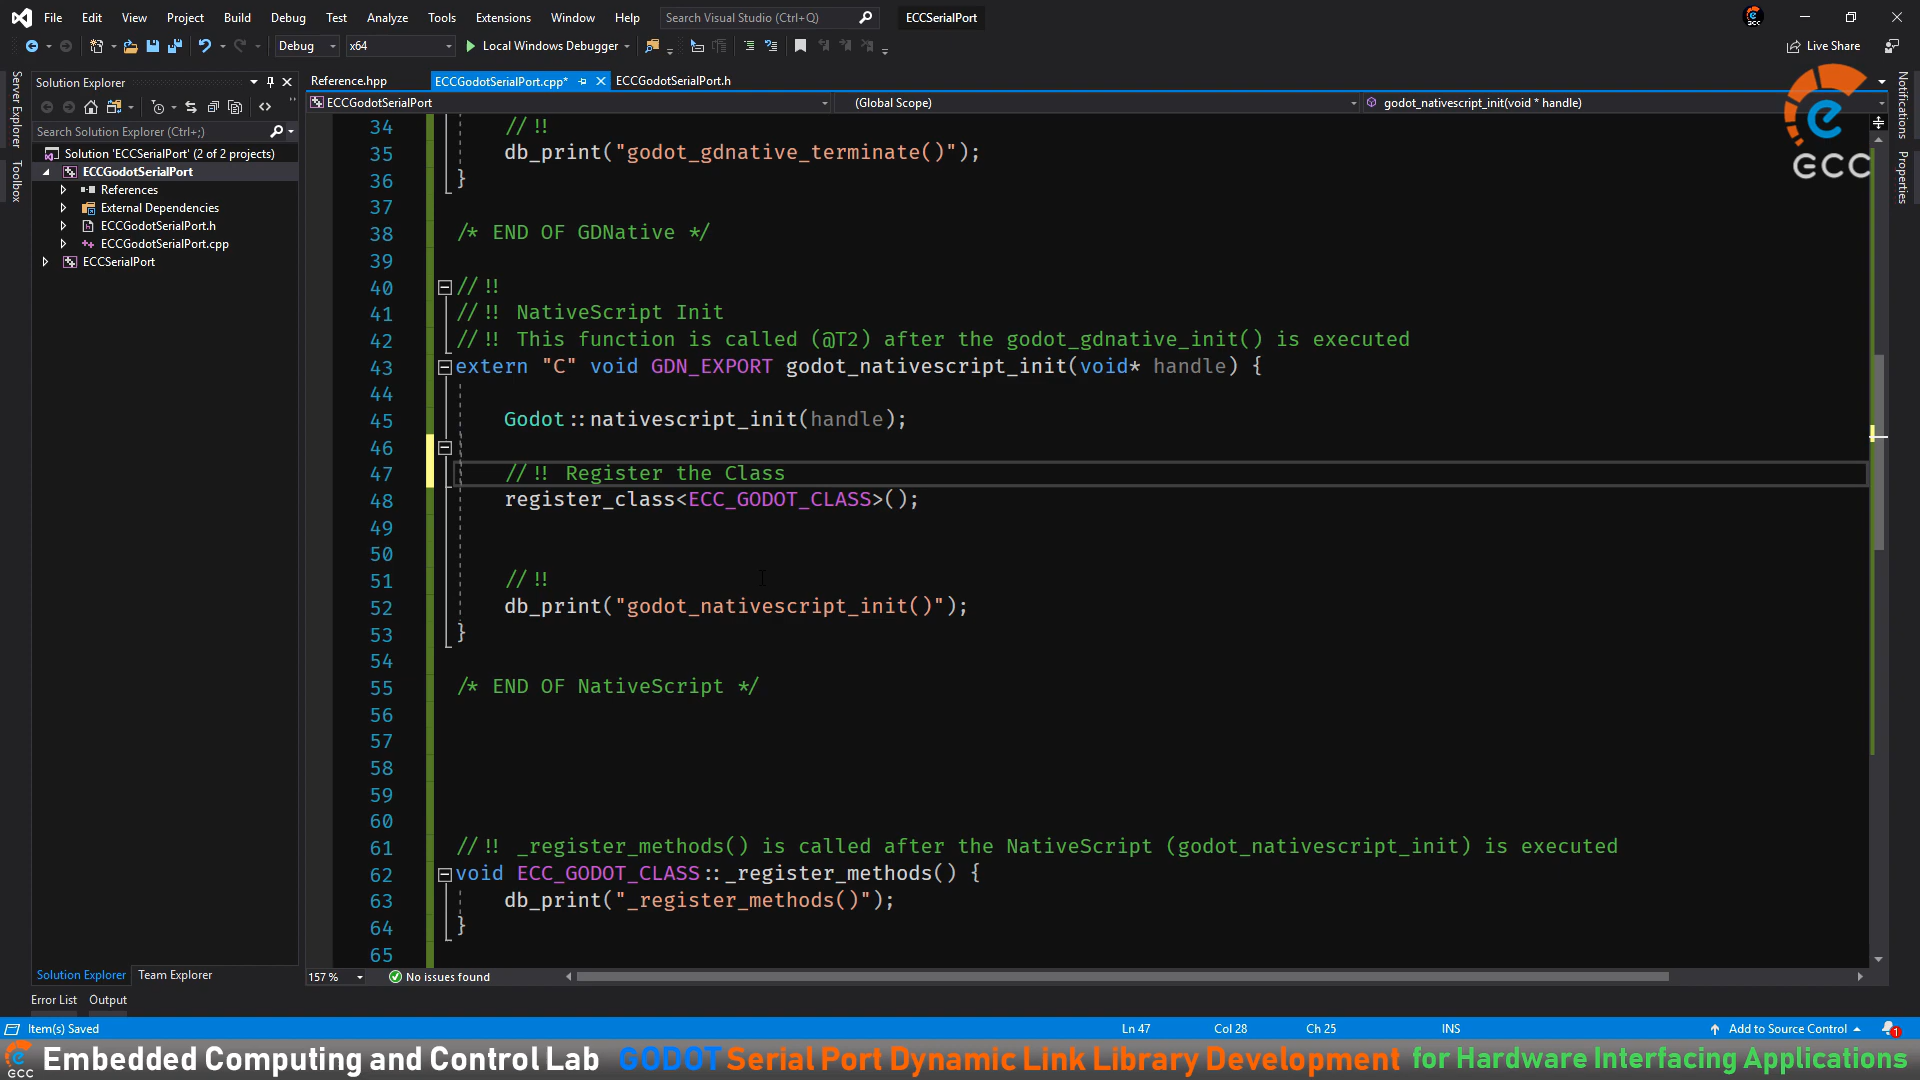 File Edit View Project Build Debug Test Analyze Tools Extensions Window Help Search Visual Studio (Ctrl+Q) ECCSerialPort
Debug x64 Local Windows Debugger Live Share
Server Explorer
Toolbox
Solution Explorer
Search Solution Explorer (Ctrl+;)
Solution 'ECCSerialPort' (2 of 2 projects)
ECCGodotSerialPort
References
External Dependencies
ECCGodotSerialPort.h
ECCGodotSerialPort.cpp
ECCSerialPort
Solution Explorer Team Explorer
Error List Output
Reference.hpp ECCGodotSerialPort.cpp* ECCGodotSerialPort.h
ECCGodotSerialPort (Global Scope) godot_nativescript_init(void * handle)
34 //!!
35 db_print("godot_gdnative_terminate()");
36 }
37
38 /* END OF GDNative */
39
40 //!!
41 //!! NativeScript Init
42 //!! This function is called (@T2) after the godot_gdnative_init() is executed
43 extern "C" void GDN_EXPORT godot_nativescript_init(void* handle) {
44
45 Godot::nativescript_init(handle);
46
47 //!! Register the Class
48 register_class<ECC_GODOT_CLASS>();
49
50
51 //!!
52 db_print("godot_nativescript_init()");
53 }
54
55 /* END OF NativeScript */
56
57
58
59
60
61 //!! _register_methods() is called after the NativeScript (godot_nativescript_init) is executed
62 void ECC_GODOT_CLASS::_register_methods() {
63 db_print("_register_methods()");
64 }
65
157 % No issues found
Notifications
Properties
ECC
Item(s) Saved Ln 47 Col 28 Ch 25 INS Add to Source Control 1
ECC Embedded Computing and Control Lab GODOT Serial Port Dynamic Link Library Development for Hardware Interfacing Applications